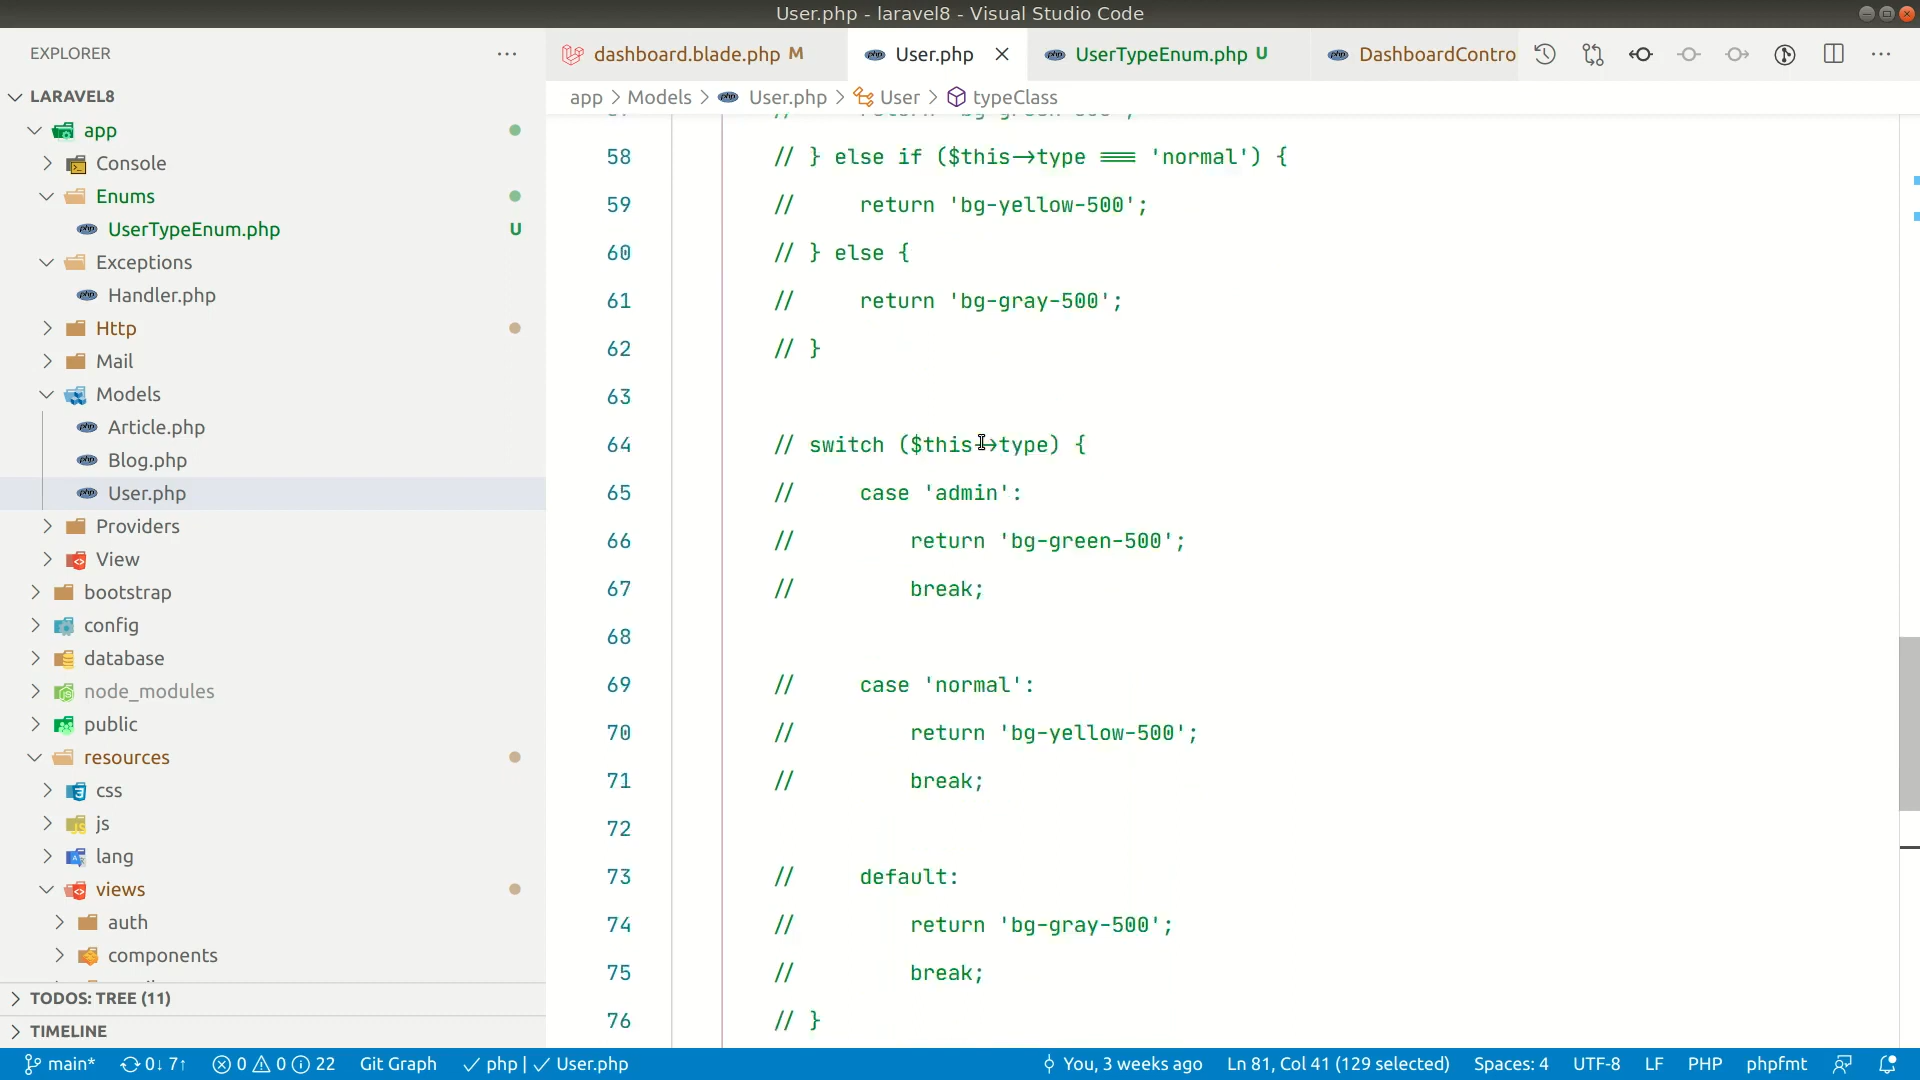 User.php - laravel8 - Visual Studio Code
EXPLORER
dashboard.blade.php M
User.php
UserTypeEnum.php U
DashboardContro
LARAVEL8
app > Models > User.php > User > typeClass
app
Console
Enums
UserTypeEnum.php U
Exceptions
Handler.php
Http
Mail
Models
Article.php
Blog.php
User.php
Providers
View
bootstrap
config
database
node_modules
public
resources
css
js
lang
views
auth
components
TODOS: TREE (11)
TIMELINE
58 // } else if ($this->type === 'normal') {
59 //     return 'bg-yellow-500';
60 // } else {
61 //     return 'bg-gray-500';
62 // }
63
64 // switch ($this->type) {
65 //     case 'admin':
66 //         return 'bg-green-500';
67 //         break;
68
69 //     case 'normal':
70 //         return 'bg-yellow-500';
71 //         break;
72
73 //     default:
74 //         return 'bg-gray-500';
75 //         break;
76 // }
main* 0↓ 7↑ 0 0 22 Git Graph ✓ php | ✓ User.php You, 3 weeks ago Ln 81, Col 41 (129 selected) Spaces: 4 UTF-8 LF PHP phpfmt